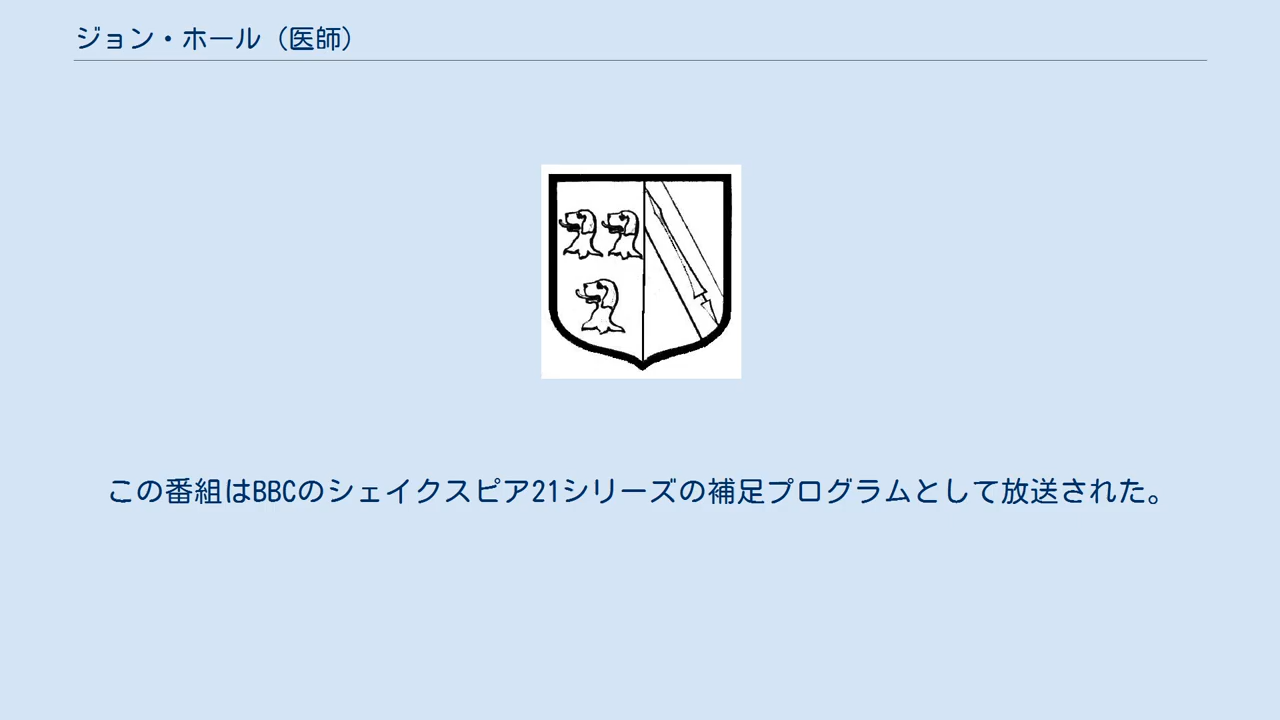 ジョン・ホール（医師）
この番組はBBCのシェイクスピア21シリーズの補足プログラムとして放送された。